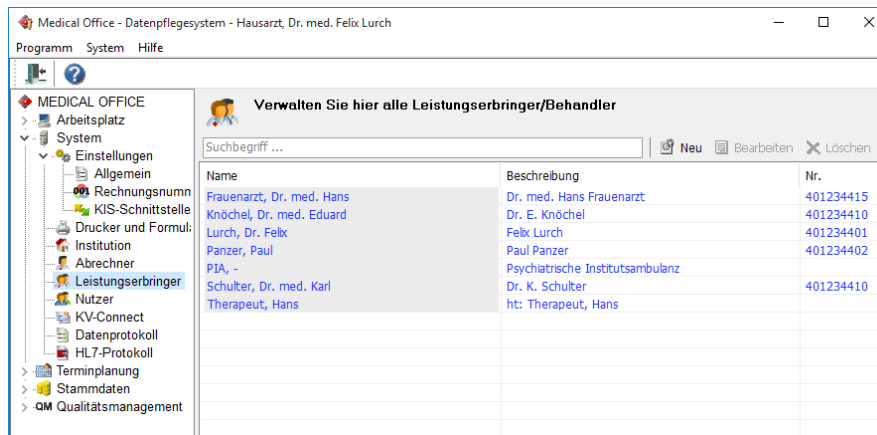 Medical Office - Datenpflegesystem - Hausarzt, Dr. med. Felix Lurch
Programm System Hilfe
MEDICAL OFFICE
Arbeitsplatz
System
Einstellungen
Allgemein
001 Rechnungsnumn
KIS-Schnittstelle
Drucker und Formula
Institution
Abrechner
Leistungserbringer
Nutzer
KV-Connect
Datenprotokoll
HL7-Protokoll
Terminplanung
Stammdaten
QM Qualitätsmanagement
Verwalten Sie hier alle Leistungserbringer/Behandler
Suchbegriff ... Neu Bearbeiten Löschen
Name Beschreibung Nr.
Frauenarzt, Dr. med. Hans Dr. med. Hans Frauenarzt 401234415
Knöchel, Dr. med. Eduard Dr. E. Knöchel 401234410
Lurch, Dr. Felix Felix Lurch 401234401
Panzer, Paul Paul Panzer 401234402
PIA, - Psychiatrische Institutsambulanz
Schulter, Dr. med. Karl Dr. K. Schulter 401234410
Therapeut, Hans ht: Therapeut, Hans